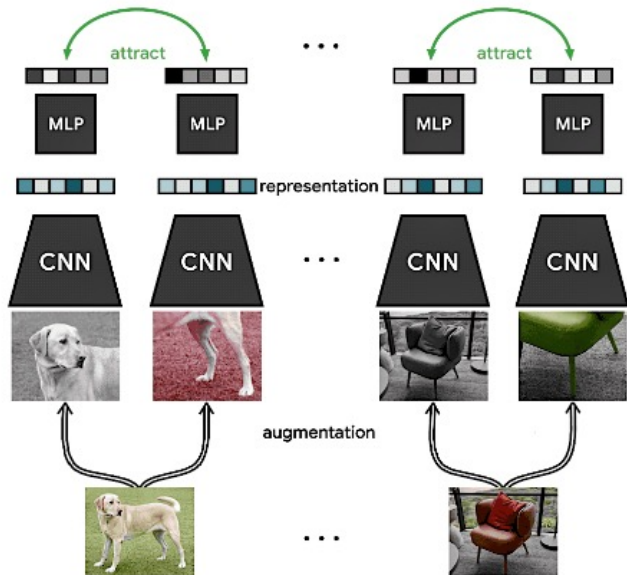 attract
...
attract
MLP
MLP
MLP
MLP
representation
CNN
CNN
...
CNN
CNN
augmentation
...